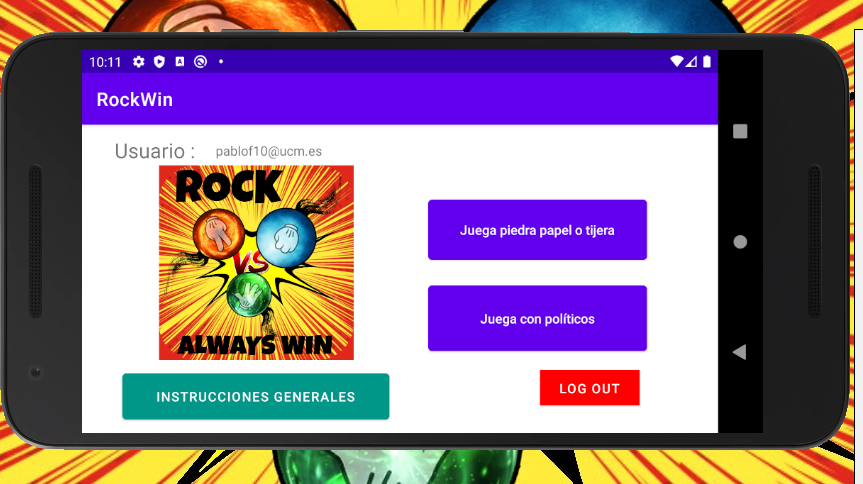 10:11
RockWin
Usuario : pablof10@ucm.es
ROCK
VS
ALWAYS WIN
Juega piedra papel o tijera
Juega con políticos
INSTRUCCIONES GENERALES
LOG OUT